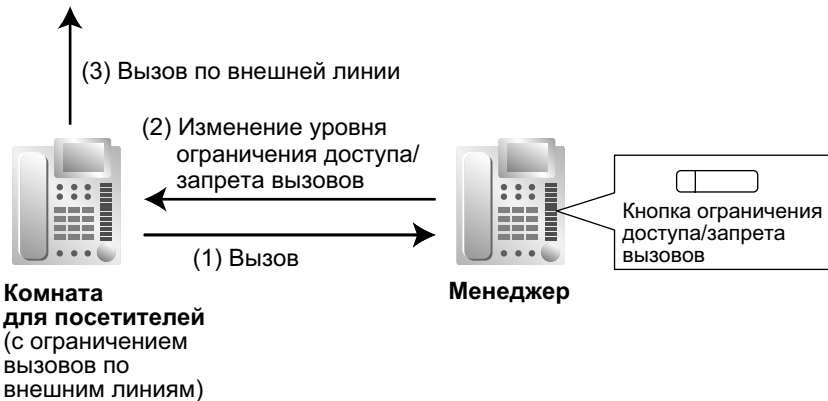 (3) Вызов по внешней линии
(2) Изменение уровня
ограничения доступа/
запрета вызовов
(1) Вызов
Кнопка ограничения
доступа/запрета
вызовов
Комната
для посетителей
(с ограничением
вызовов по
внешним линиям)
Менеджер